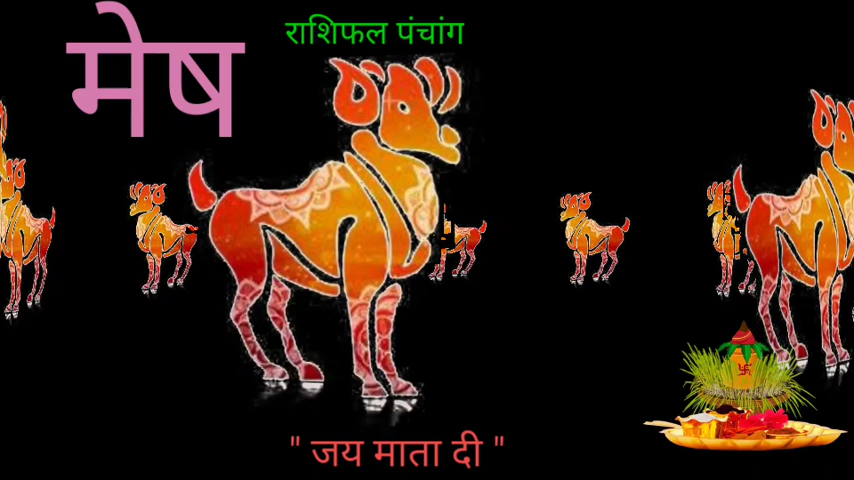 मेष
राशिफल पंचांग
" जय माता दी "